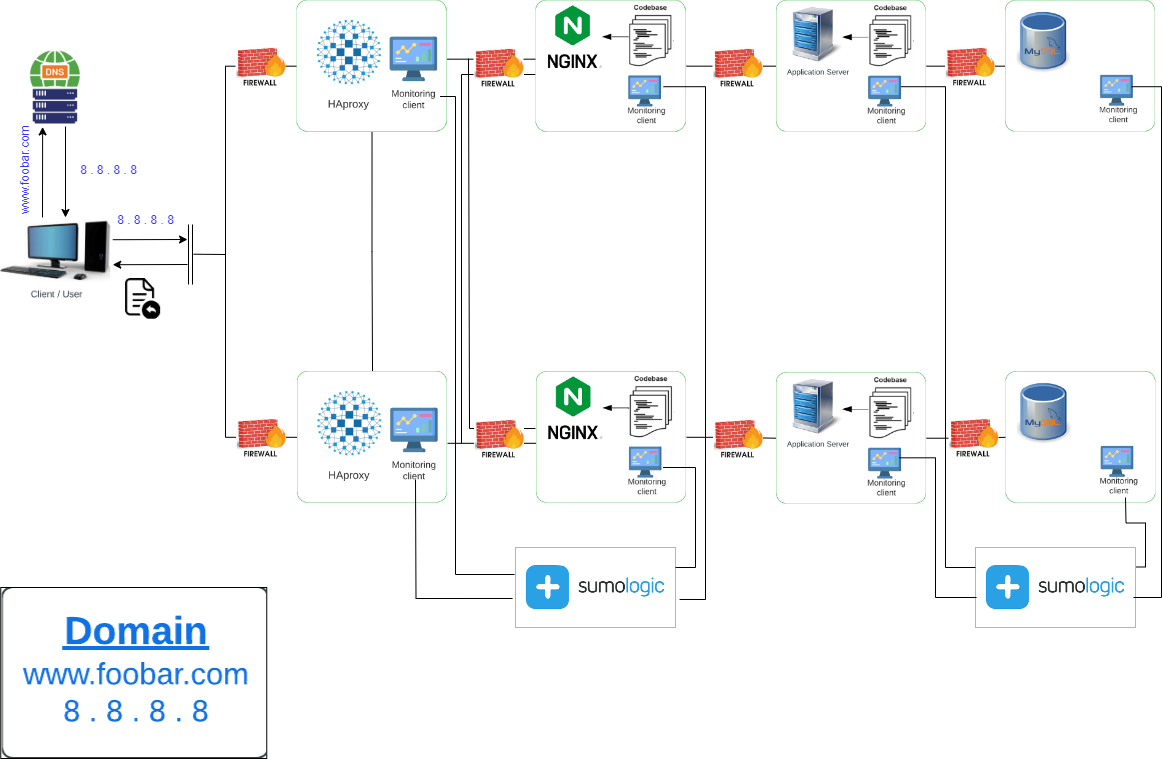 DNS
www.foobar.com
8 . 8 . 8 . 8
8 . 8 . 8 . 8
Client / User
FIREWALL
HAproxy
Monitoring
client
FIREWALL
NGINX
Codebase
Monitoring
client
FIREWALL
Application Server
Codebase
Monitoring
client
FIREWALL
MySQL
Monitoring
client
FIREWALL
HAproxy
Monitoring
client
FIREWALL
NGINX
Codebase
Monitoring
client
FIREWALL
Application Server
Codebase
Monitoring
client
FIREWALL
MySQL
Monitoring
client
sumologic
sumologic
Domain
www.foobar.com
8 . 8 . 8 . 8